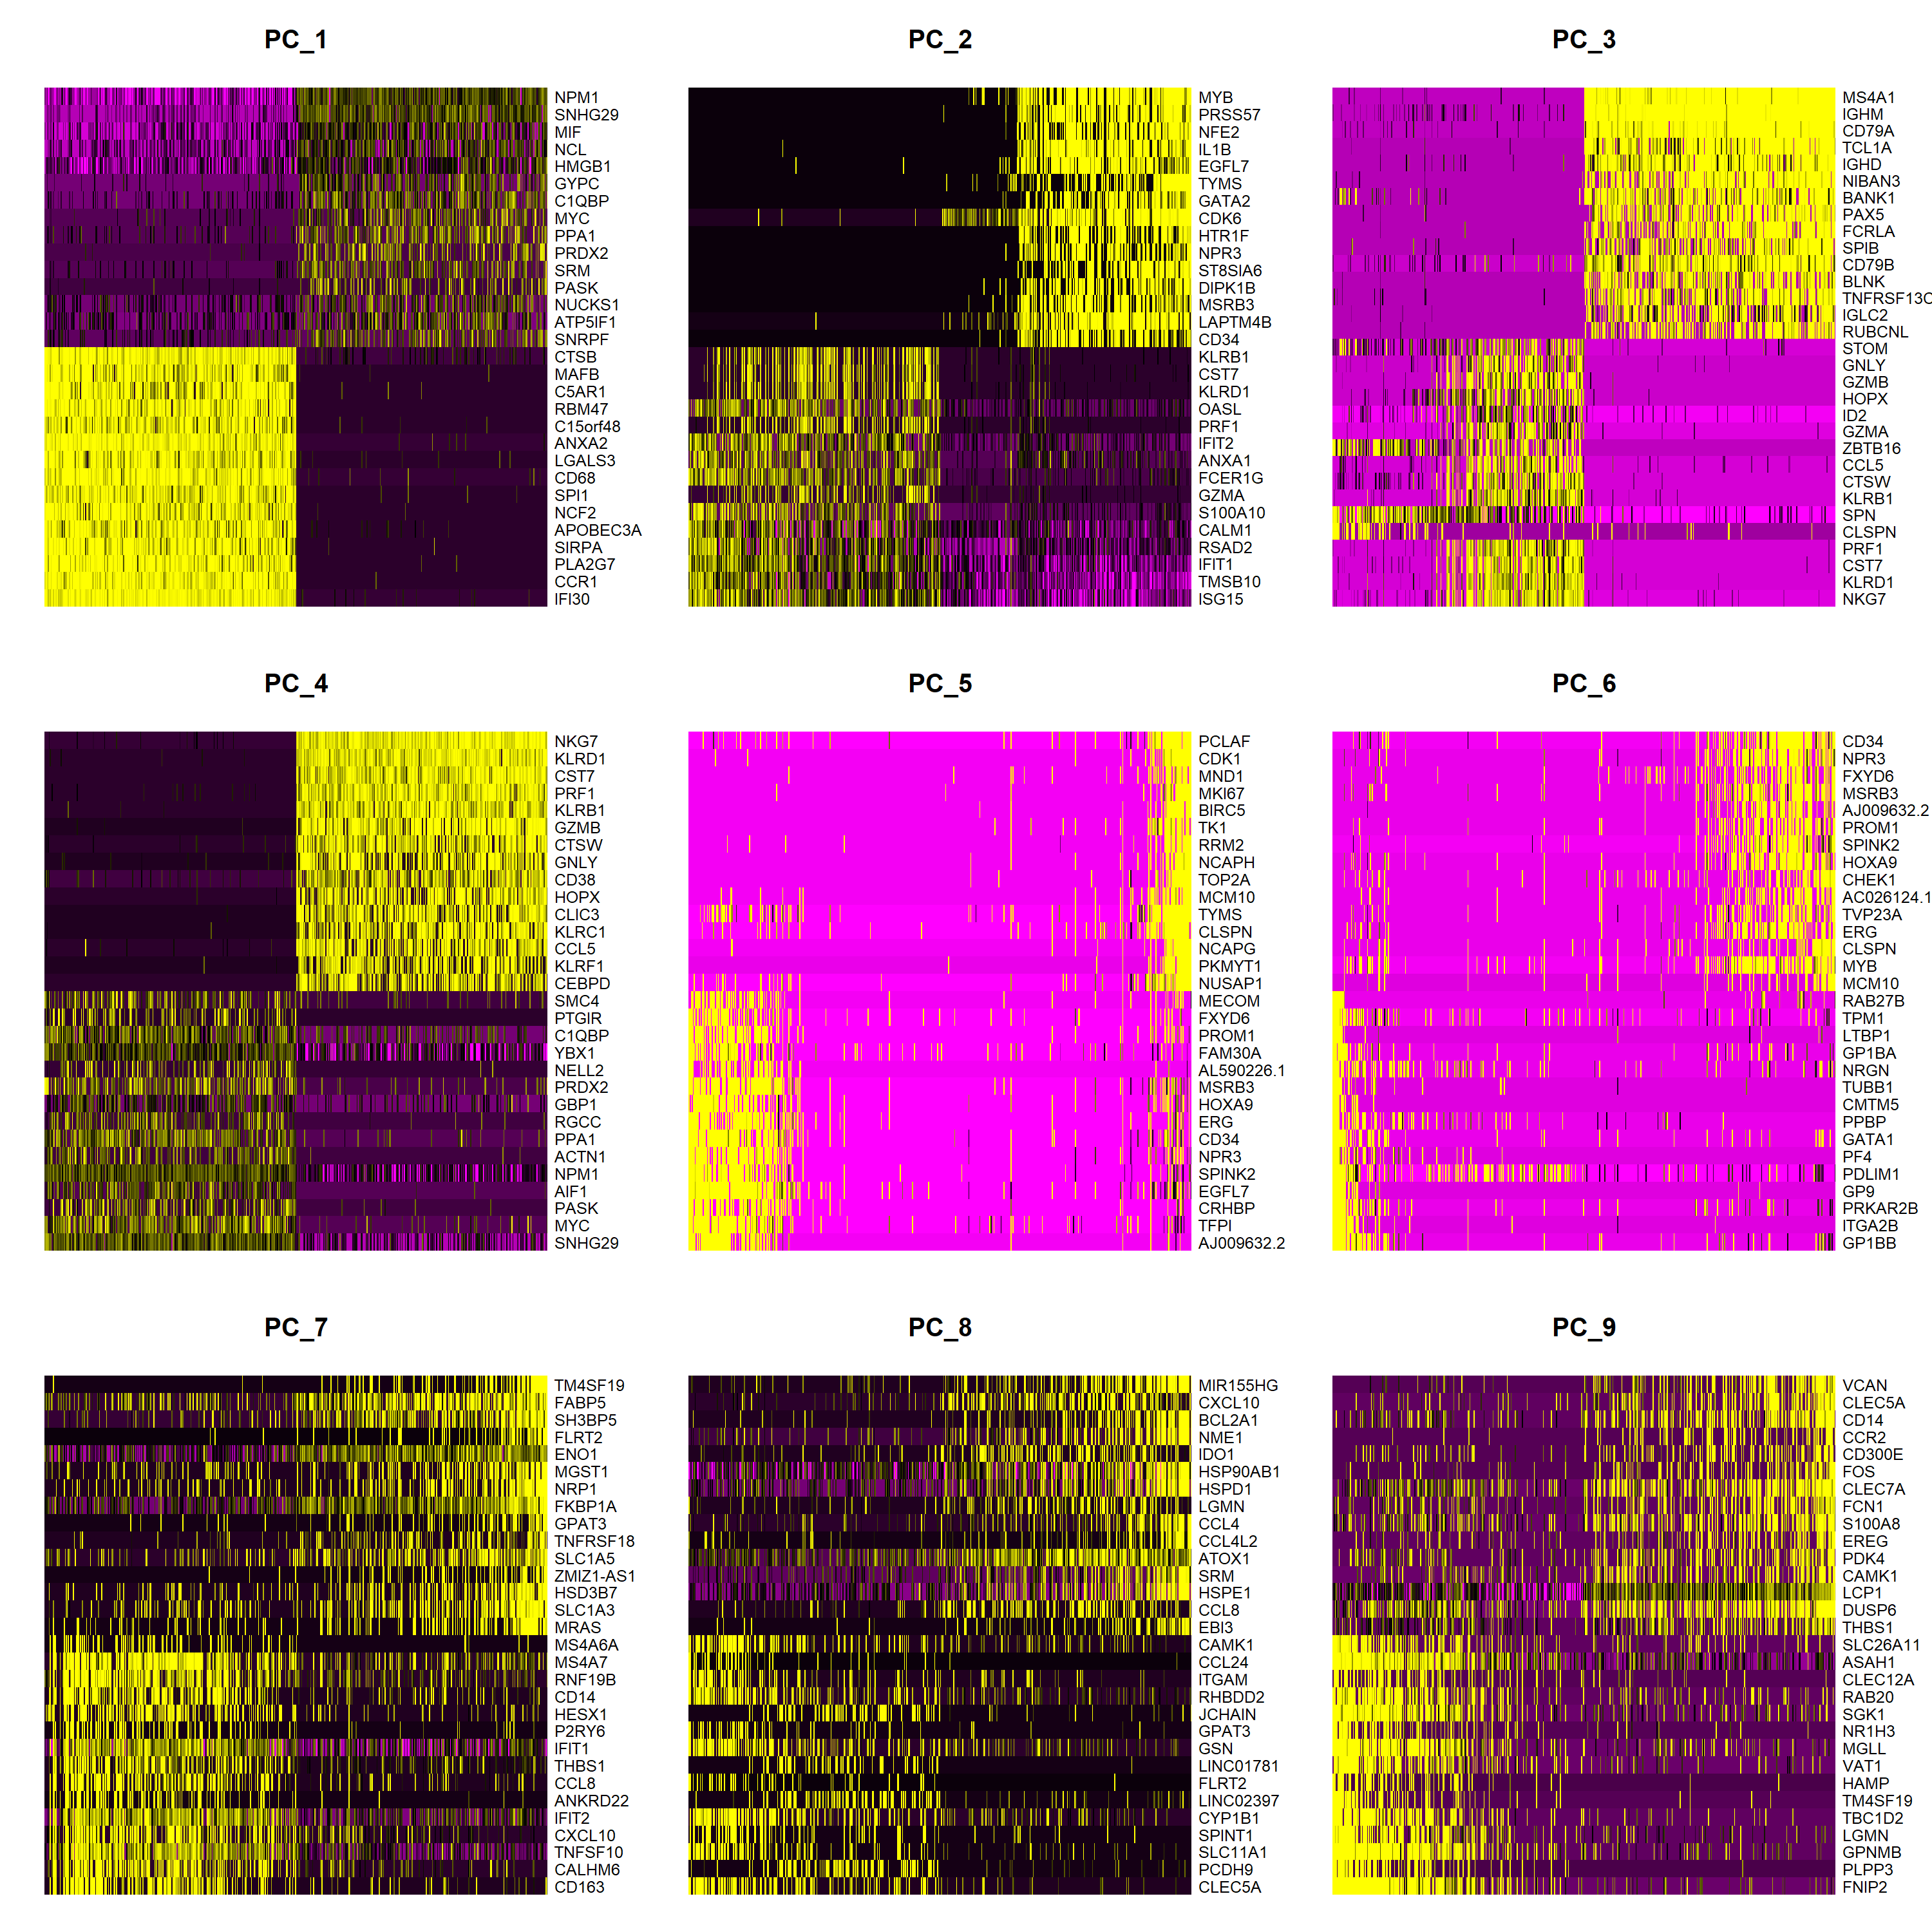 PC_1
NPM1
SNHG29
MIF
NCL
HMGB1
GYPC
C1QBP
MYC
PPA1
PRDX2
SRM
PASK
NUCKS1
ATP5IF1
SNRPF
CTSB
MAFB
C5AR1
RBM47
C15orf48
ANXA2
LGALS3
CD68
SPI1
NCF2
APOBEC3A
SIRPA
PLA2G7
CCR1
IFI30
PC_2
MYB
PRSS57
NFE2
IL1B
EGFL7
TYMS
GATA2
CDK6
HTR1F
NPR3
ST8SIA6
DIPK1B
MSRB3
LAPTM4B
CD34
KLRB1
CST7
KLRD1
OASL
PRF1
IFIT2
ANXA1
FCER1G
GZMA
S100A10
CALM1
RSAD2
IFIT1
TMSB10
ISG15
PC_3
MS4A1
IGHM
CD79A
TCL1A
IGHD
NIBAN3
BANK1
PAX5
FCRLA
SPIB
CD79B
BLNK
TNFRSF13C
IGLC2
RUBCNL
STOM
GNLY
GZMB
HOPX
ID2
GZMA
ZBTB16
CCL5
CTSW
KLRB1
SPN
CLSPN
PRF1
CST7
KLRD1
NKG7
PC_4
NKG7
KLRD1
CST7
PRF1
KLRB1
GZMB
CTSW
GNLY
CD38
HOPX
CLIC3
KLRC1
CCL5
KLRF1
CEBPD
SMC4
PTGIR
C1QBP
YBX1
NELL2
PRDX2
GBP1
RGCC
PPA1
ACTN1
NPM1
AIF1
PASK
MYC
SNHG29
PC_5
PCLAF
CDK1
MND1
MKI67
BIRC5
TK1
RRM2
NCAPH
TOP2A
MCM10
TYMS
CLSPN
NCAPG
PKMYT1
NUSAP1
MECOM
FXYD6
PROM1
FAM30A
AL590226.1
MSRB3
HOXA9
ERG
CD34
NPR3
SPINK2
EGFL7
CRHBP
TFPI
AJ009632.2
PC_6
CD34
NPR3
FXYD6
MSRB3
AJ009632.2
PROM1
SPINK2
HOXA9
CHEK1
AC026124.1
TVP23A
ERG
CLSPN
MYB
MCM10
RAB27B
TPM1
LTBP1
GP1BA
NRGN
TUBB1
CMTM5
PPBP
GATA1
PF4
PDLIM1
GP9
PRKAR2B
ITGA2B
GP1BB
PC_7
TM4SF19
FABP5
SH3BP5
FLRT2
ENO1
MGST1
NRP1
FKBP1A
GPAT3
TNFRSF18
SLC1A5
ZMIZ1-AS1
HSD3B7
SLC1A3
MRAS
MS4A6A
MS4A7
RNF19B
CD14
HESX1
P2RY6
IFIT1
THBS1
CCL8
ANKRD22
IFIT2
CXCL10
TNFSF10
CALHM6
CD163
PC_8
MIR155HG
CXCL10
BCL2A1
NME1
IDO1
HSP90AB1
HSPD1
LGMN
CCL4
CCL4L2
ATOX1
SRM
HSPE1
CCL8
EBI3
CAMK1
CCL24
ITGAM
RHBDD2
JCHAIN
GPAT3
GSN
LINC01781
FLRT2
LINC02397
CYP1B1
SPINT1
SLC11A1
PCDH9
CLEC5A
PC_9
VCAN
CLEC5A
CD14
CCR2
CD300E
FOS
CLEC7A
FCN1
S100A8
EREG
PDK4
CAMK1
LCP1
DUSP6
THBS1
SLC26A11
ASAH1
CLEC12A
RAB20
SGK1
NR1H3
MGLL
VAT1
HAMP
TM4SF19
TBC1D2
LGMN
GPNMB
PLPP3
FNIP2